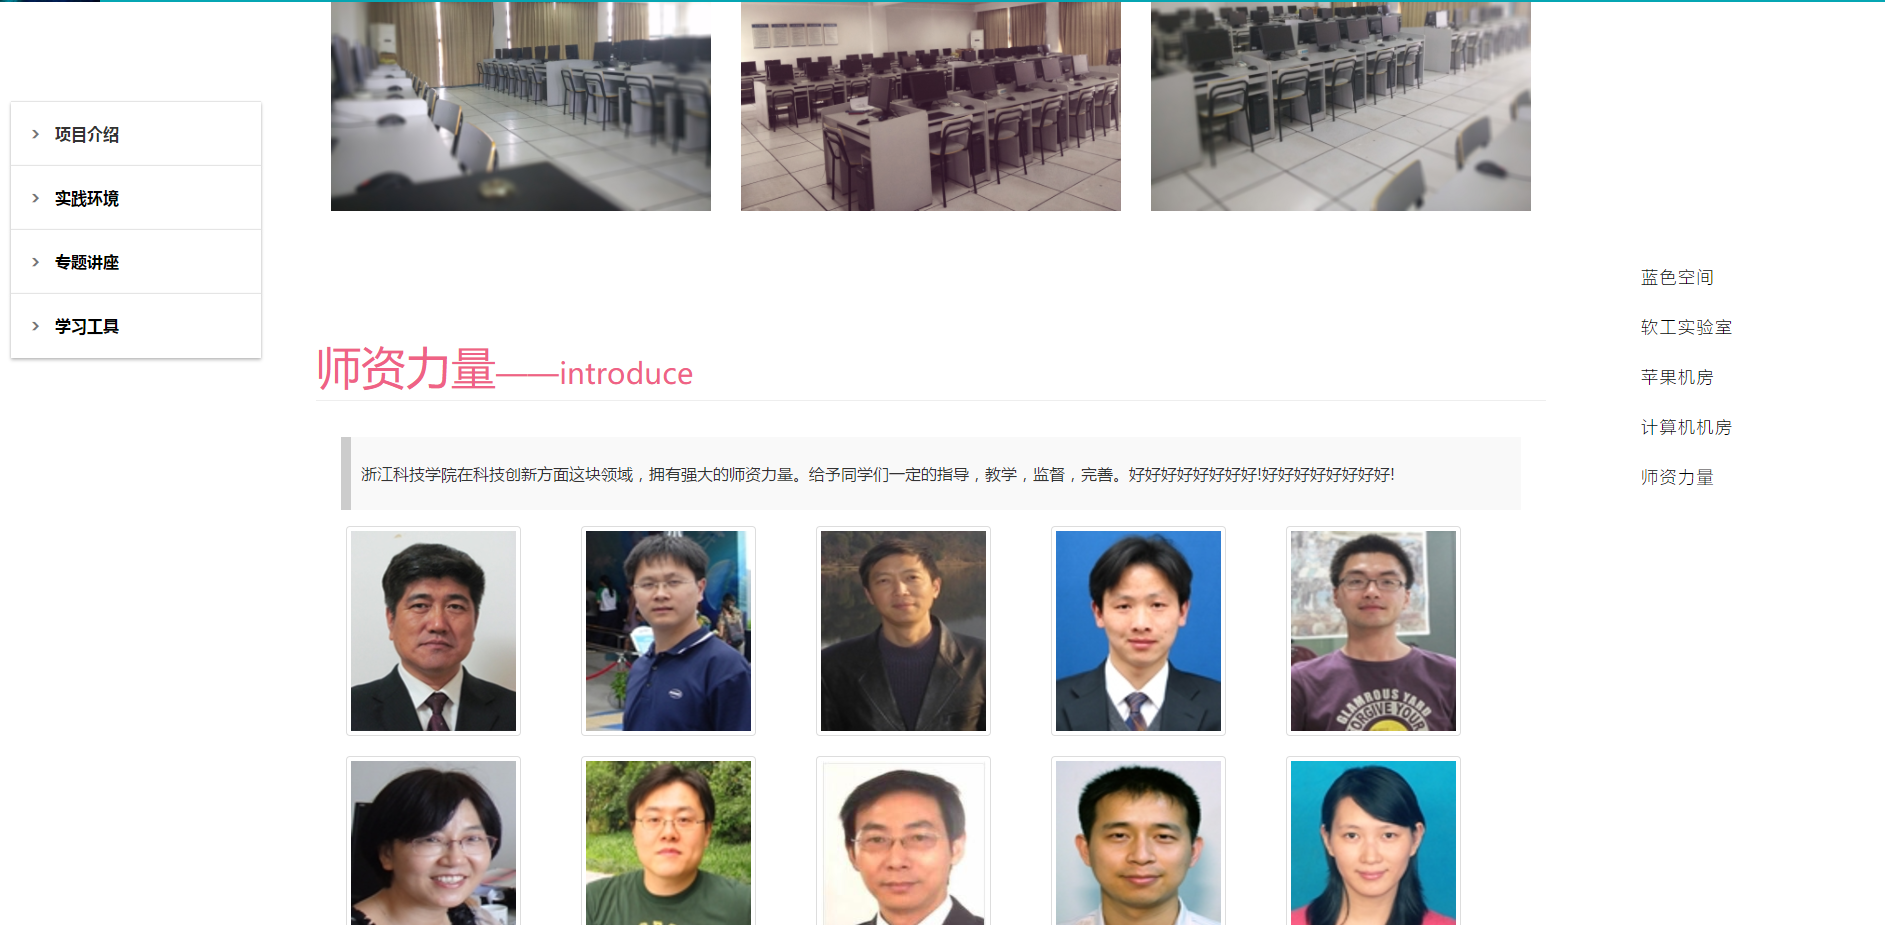 项目介绍
实践环境
专题讲座
学习工具
师资力量——introduce
浙江科技学院在科技创新方面这块领域，拥有强大的师资力量。给予同学们一定的指导，教学，监督，完善。好好好好好好好好!好好好好好好好好!
GLAMROUS YARD
FORGIVE YOUR
蓝色空间
软工实验室
苹果机房
计算机机房
师资力量